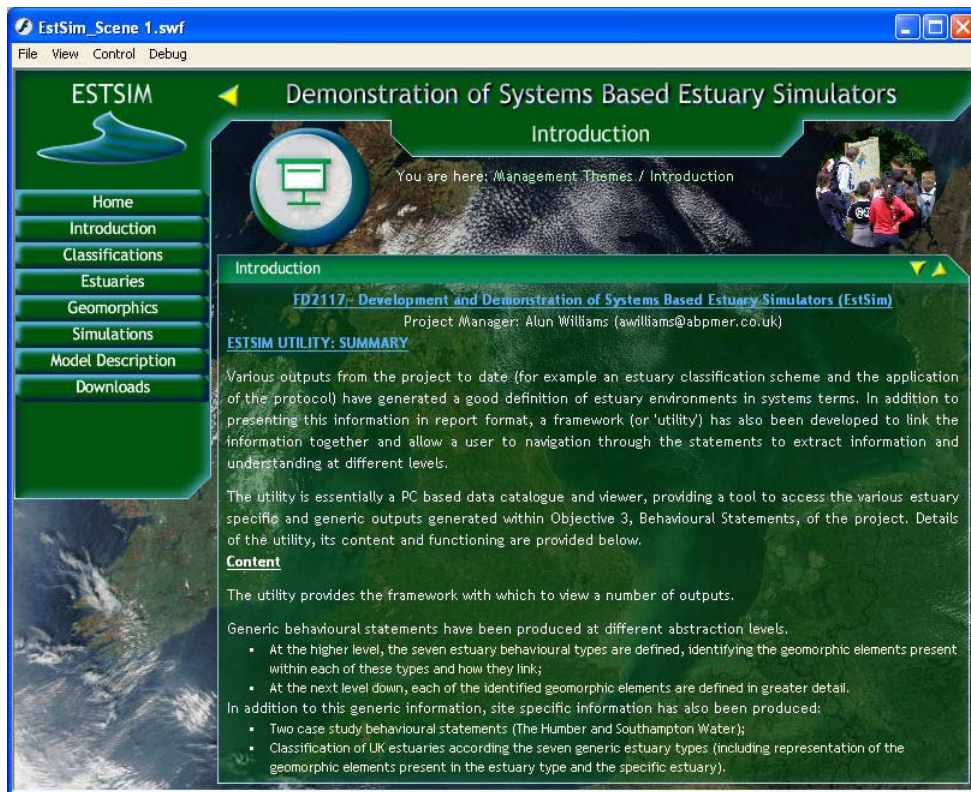 EstSim_Scene 1.swf
File View Control Debug
ESTSIM
Demonstration of Systems Based Estuary Simulators
Introduction
You are here: Management Themes / Introduction
Home
Introduction
Classifications
Estuaries
Geomorphics
Simulations
Model Description
Downloads
Introduction
FD2117 - Development and Demonstration of Systems Based Estuary Simulators (EstSim)
Project Manager: Alun Williams (awilliams@abpmer.co.uk)
ESTSIM UTILITY: SUMMARY
Various outputs from the project to date (for example an estuary classification scheme and the application
of the protocol) have generated a good definition of estuary environments in systems terms. In addition to
presenting this information in report format, a framework (or 'utility') has also been developed to link the
information together and allow a user to navigation through the statements to extract information and
understanding at different levels.
The utility is essentially a PC based data catalogue and viewer, providing a tool to access the various estuary
specific and generic outputs generated within Objective 3, Behavioural Statements, of the project. Details
of the utility, its content and functioning are provided below.
Content
The utility provides the framework with which to view a number of outputs.
Generic behavioural statements have been produced at different abstraction levels.
• At the higher level, the seven estuary behavioural types are defined, identifying the geomorphic elements present
within each of these types and how they link;
• At the next level down, each of the identified geomorphic elements are defined in greater detail.
In addition to this generic information, site specific information has also been produced:
• Two case study behavioural statements (The Humber and Southampton Water);
• Classification of UK estuaries according the seven generic estuary types (including representation of the
geomorphic elements present in the estuary type and the specific estuary).